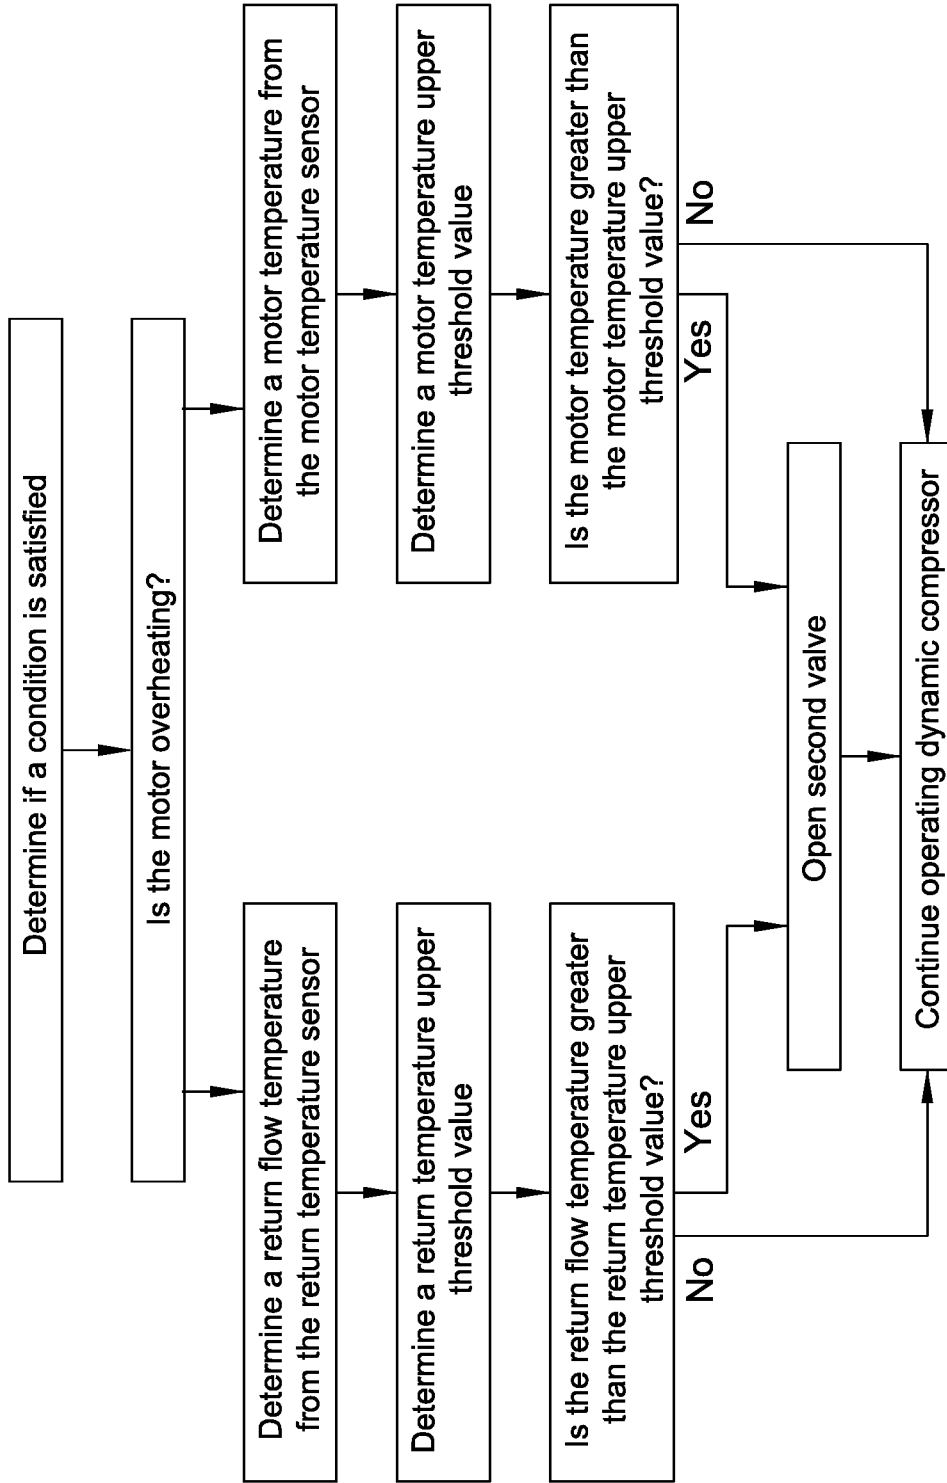 Determine if a condition is satisfied
Is the motor overheating?
Determine a return flow temperature
from the return temperature sensor
Determine a return temperature upper
threshold value
Is the return flow temperature greater
than the return temperature upper
threshold value?
No
Yes
Determine a motor temperature from
the motor temperature sensor
Determine a motor temperature upper
threshold value
Is the motor temperature greater than
the motor temperature upper
threshold value?
Yes
No
Open second valve
Continue operating dynamic compressor